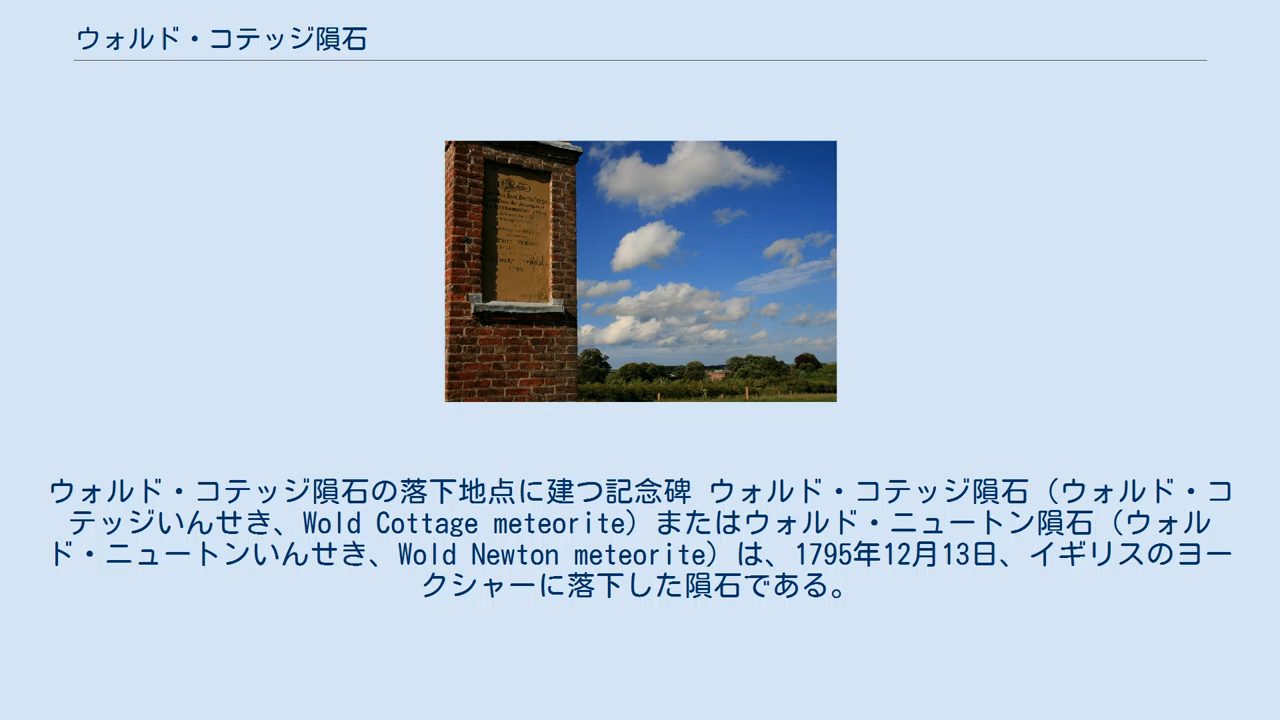 ウォルド・コテッジ隕石
ウォルド・コテッジ隕石の落下地点に建つ記念碑 ウォルド・コテッジ隕石（ウォルド・コ
テッジいんせき、Wold Cottage meteorite）またはウォルド・ニュートン隕石（ウォル
ド・ニュートンいんせき、Wold Newton meteorite）は、1795年12月13日、イギリスのヨー
クシャーに落下した隕石である。